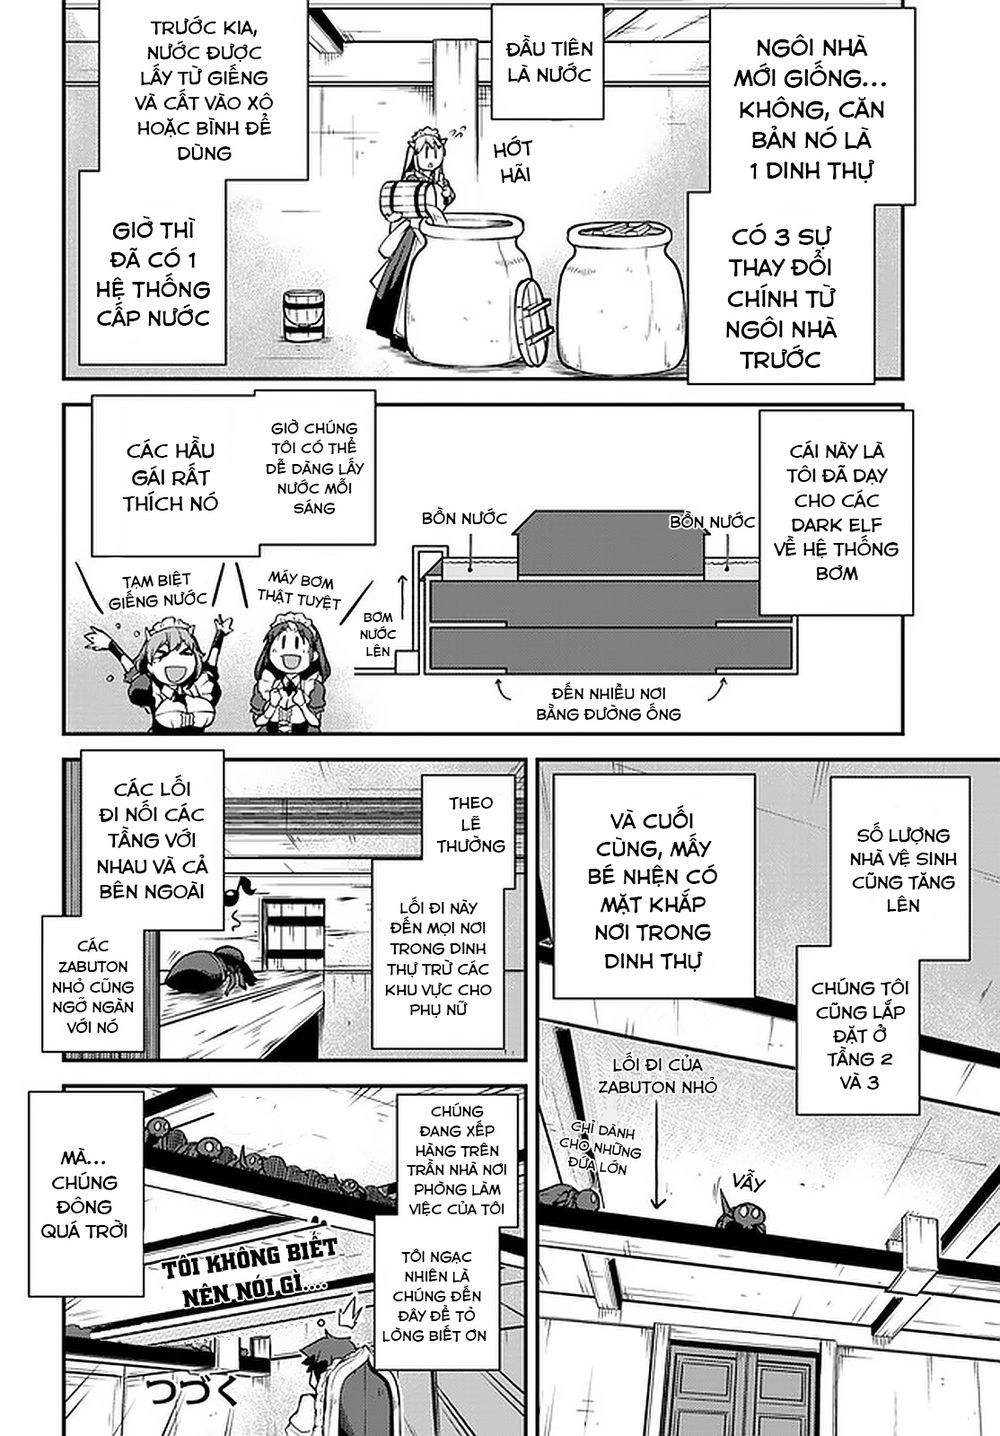 NGÔI NHÀ
MỚI GIỐNG...
KHÔNG, CĂN
BẢN NÓ LÀ
1 DINH THỰ
CÓ 3 SỰ
THAY ĐỔI
CHÍNH TỪ
NGÔI NHÀ
TRƯỚC
ĐẦU TIÊN
LÀ NƯỚC
HỚT
HẢI
TRƯỚC KIA,
NƯỚC ĐƯỢC
LẤY TỪ GIẾNG
VÀ CẤT VÀO XÔ
HOẶC BÌNH ĐỂ
DÙNG
GIỜ THÌ
ĐÃ CÓ 1
HỆ THỐNG
CẤP NƯỚC
CÁI NÀY LÀ
TÔI ĐÃ DẠY
CHO CÁC
DARK ELF
VỀ HỆ THỐNG
BƠM
BỒN NƯỚC
BỒN NƯỚC
BƠM
NƯỚC
LÊN
ĐẾN NHIỀU NƠI
BẰNG ĐƯỜNG ỐNG
GIỜ CHÚNG
TÔI CÓ THỂ
DỄ DÀNG LẤY
NƯỚC MỖI
SÁNG
CÁC HẦU
GÁI RẤT
THÍCH NÓ
MÁY BƠM
THẬT TUYỆT
TẠM BIỆT
GIẾNG NƯỚC
SỐ LƯỢNG
NHÀ VỆ SINH
CŨNG TĂNG
LÊN
CHÚNG TÔI
CŨNG LẮP
ĐẶT Ở
TẦNG 2
VÀ 3
VÀ CUỐI
CÙNG, MẤY
BÉ NHỆN CÓ
MẶT KHẮP
NƠI TRONG
DINH THỰ
LỐI ĐI CỦA
ZABUTON NHỎ
CHỈ DÀNH
CHO NHỮNG
ĐỨA LỚN
VẪY
THEO
LẼ
THƯỜNG
LỐI ĐI NÀY
ĐẾN MỌI NƠI
TRONG DINH
THỰ TRỪ CÁC
KHU VỰC CHO
PHỤ NỮ
CÁC LỐI
ĐI NỐI CÁC
TẦNG VỚI
NHAU VÀ CẢ
BÊN NGOÀI
CÁC
ZABUTON
NHỎ CŨNG
NGỠ NGÀN
VỚI NÓ
CHÚNG
ĐANG XẾP
HÀNG TRÊN
TRẦN NHÀ NƠI
PHÒNG LÀM
VIỆC CỦA TÔI
TÔI NGẠC
NHIÊN LÀ
CHÚNG ĐẾN
ĐÂY ĐỂ TỎ
LÒNG BIẾT ƠN
MÀ...
CHÚNG
ĐÔNG
QUÁ TRỜI
TÔI KHÔNG BIẾT
NÊN NÓI GÌ....
つづく